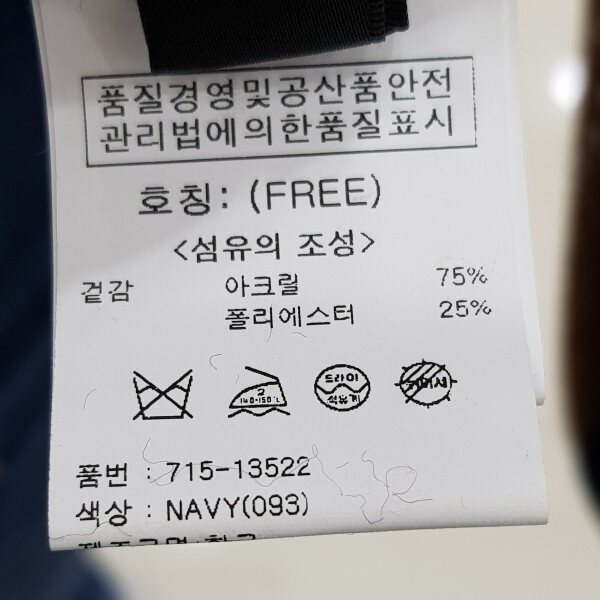 품질경영및공산품안전
관리법에의한품질표시
호칭: (FREE)
<섬유의 조성>
겉감 아크릴 75%
폴리에스터 25%
2
140-150℃
드라이
석유계
품번 : 715-13522
색상 : NAVY(093)